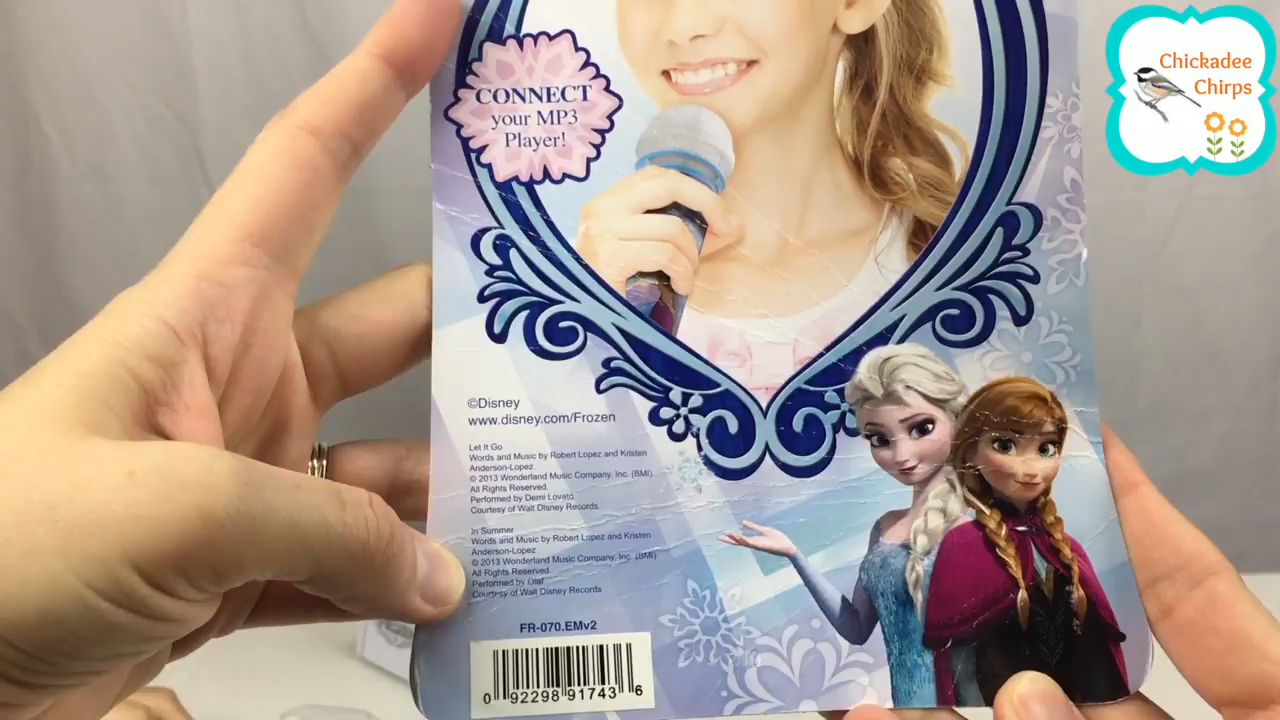 Chickadee
Chirps
CONNECT
your MP3
Player!
©Disney
www.disney.com/Frozen
Let It Go
Words and Music by Robert Lopez and Kristen
Anderson-Lopez
© 2013 Wonderland Music Company, Inc. (BMI)
All Rights Reserved.
Performed by Demi Lovato.
Courtesy of Walt Disney Records.
In Summer
Words and Music by Robert Lopez and Kristen
Anderson-Lopez
© 2013 Wonderland Music Company, Inc. (BMI)
All Rights Reserved.
Performed by Olaf
Courtesy of Walt Disney Records
FR-070.EMv2
0 92298 91743 6